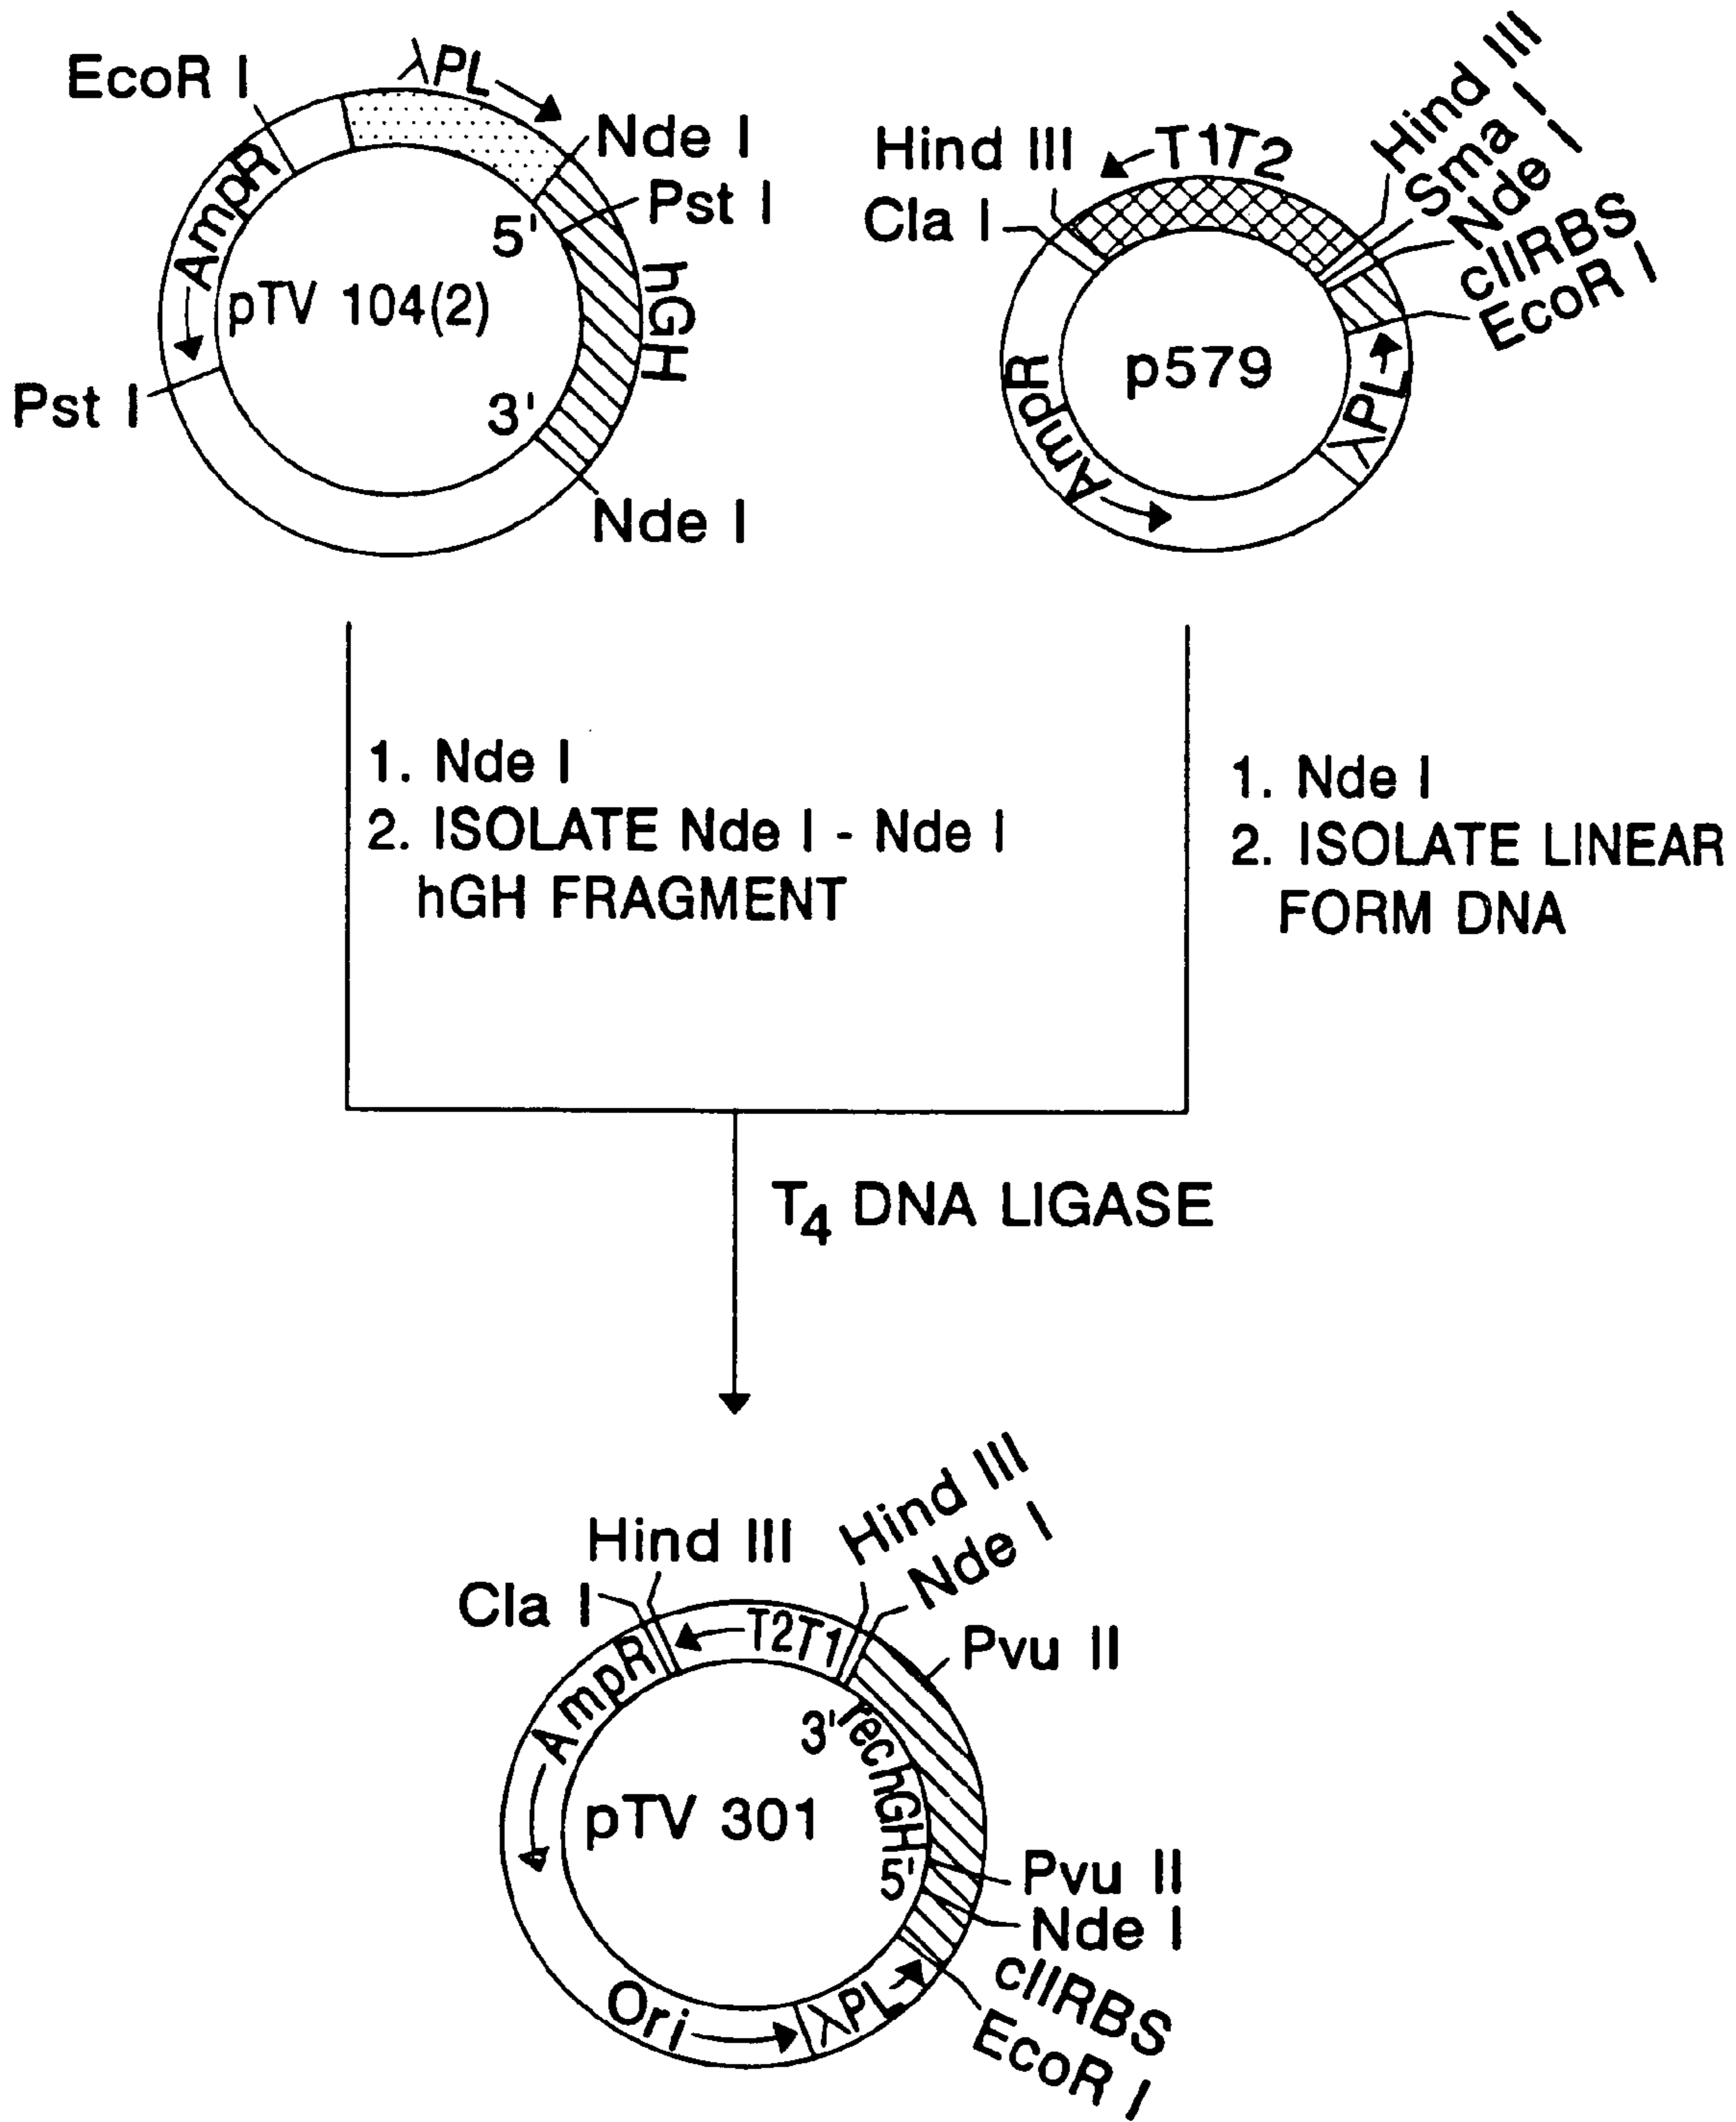 EcoR I
λPL
Nde I
Pst I
5'
AmpR
pTV 104(2)
hGH
Pst I
3'
Nde I
Hind III
T1T2
Hind III
Sma I
Nde I
cIIRBS
EcoR I
Cla I
p579
AmpR
λPL
1. Nde I
2. ISOLATE Nde I - Nde I
hGH FRAGMENT
1. Nde I
2. ISOLATE LINEAR
FORM DNA
T4 DNA LIGASE
Hind III
Hind III
Nde I
Cla I
T2T1
Pvu II
AmpR
3'
rechGH
pTV 301
5'
Pvu II
Nde I
cIIRBS
EcoR I
λPL
Ori